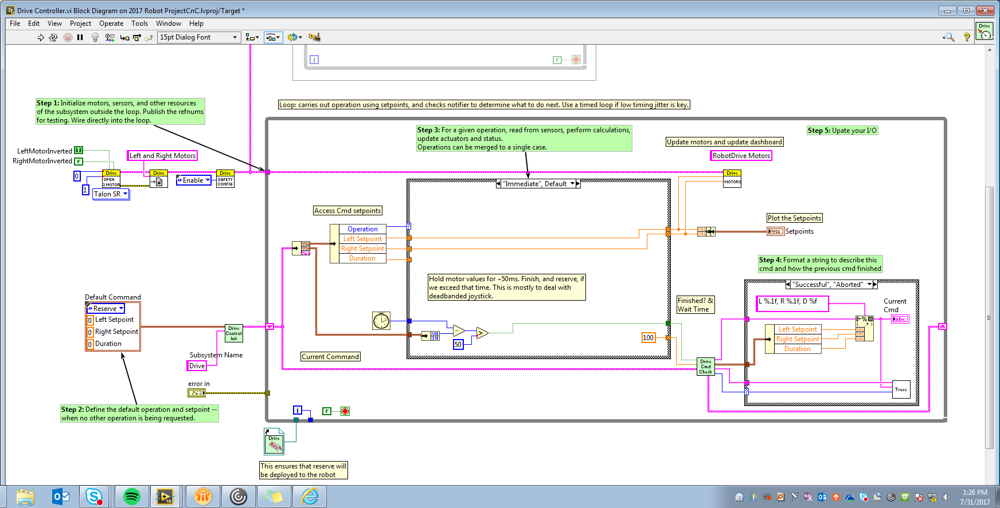 Drive Controller.vi Block Diagram on 2017 Robot ProjectCnC.lvproj/Target *
File Edit View Project Operate Tools Window Help
15pt Dialog Font
Drive
i
F
Step 1: Initialize motors, sersors, and other resources
of the subsystem outside the loop. Publish the refnums
for testing. Wire directly into the loop.
Loop: carries out operation using setpoints, and checks notifier to determine what to do next. Use a timed loop if low timing jitter is key.
Step 3: For a given operation, read from sensors, perform calculations,
update actuators and status.
Operations can be merged to a single case.
Step 5: Upate your I/O
Update motors and update dashboard
RobotDrive Motors
LeftMotorInverted T
RightMotorInverted F
Left and Right Motors
0
1
Drive
OPEN
2 MOTOR
Talon SR
Drive
Enable
Drive
SAFETY
CONFIG
Drive
MOTORS
"Immediate", Default
Access Cmd setpoints
Operation
Left Setpoint
Right Setpoint
Duration
?
DBL
DBL
Plot the Setpoints
Setpoints
Hold motor values for ~50ms. Finish, and reserve, if
we exceed that time. This is mostly to deal with
deadbanded joystick.
Step 4: Format a string to describe this
cmd and how the previous cmd finished
"Successful", "Aborted"
L %.1f, R %.1f, D %f
Current
Cmd
abc
Finished? &
Wait Time
Default Command
Reserve
0 Left Setpoint
0 Right Setpoint
0 Duration
Drive
Control
Init
Subsystem Name
Drive
U32
I32
-
>
50
100
Left Setpoint
Right Setpoint
Duration
%
DBL
DBL
DBL
Current Command
Drive
Cmd
Check
?
Trace
error in
Step 2: Define the default operation and setpoint --
when no other operation is being requested.
i
F
Drive
RSV
This ensures that reserve will
be deployed to the robot
16
1:26 PM
7/31/2017